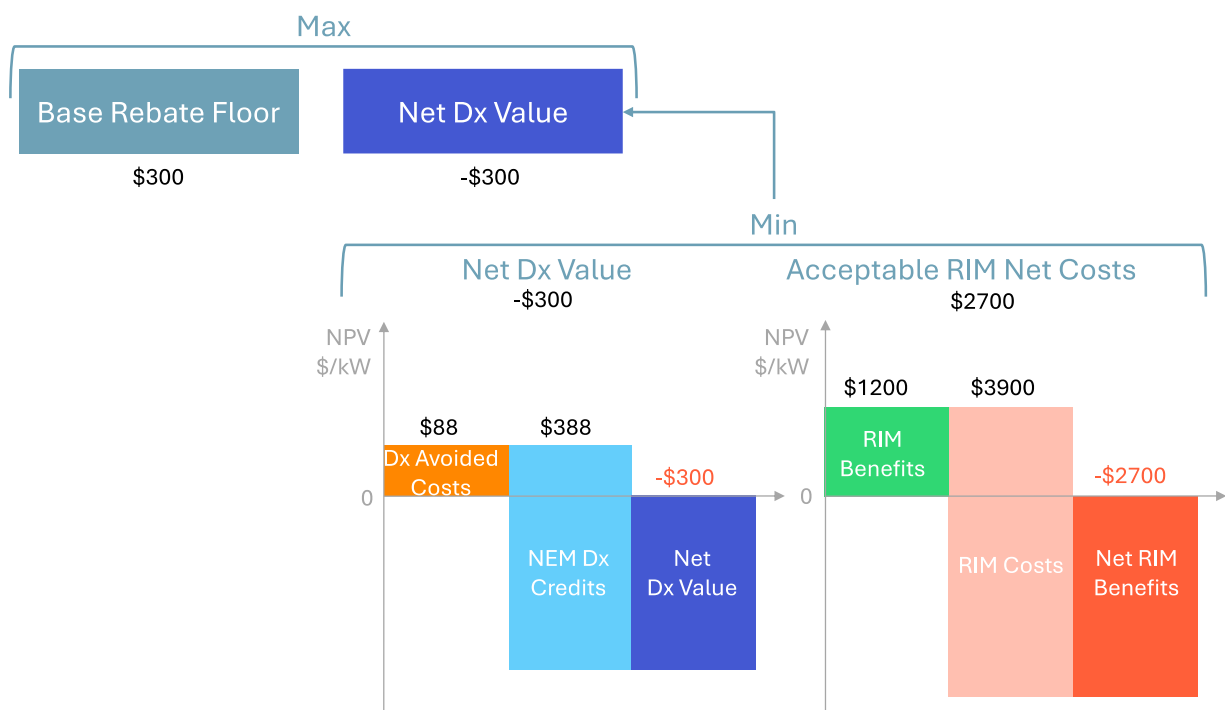 Max
Base Rebate Floor
Net Dx Value
$300
-$300
Min
Net Dx Value
Acceptable RIM Net Costs
-$300
$2700
NPV
$/kW
$88
$388
Dx Avoided
Costs
-$300
0
NEM Dx
Credits
Net
Dx Value
NPV
$/kW
$1200
$3900
RIM
Benefits
-$2700
0
RIM Costs
Net RIM
Benefits